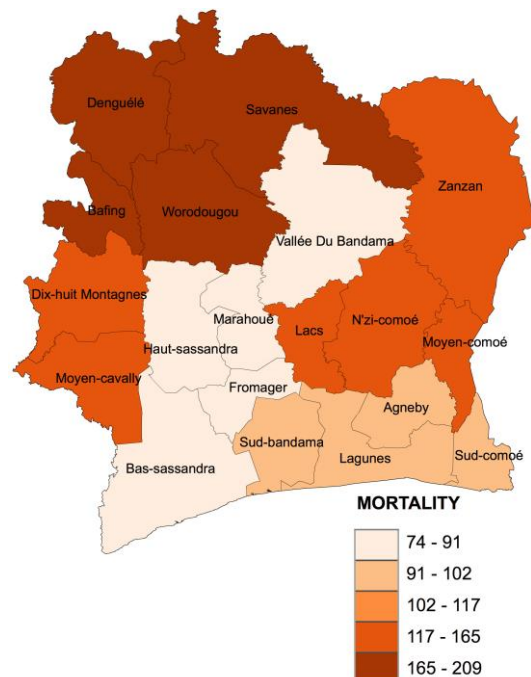 Denguélé
Savanes
Zanzan
Bafing
Worodougou
Vallée Du Bandama
Dix-huit Montagnes
Marahoué
Lacs
N'zi-comoé
Moyen-comoé
Haut-sassandra
Moyen-cavally
Fromager
Agneby
Sud-bandama
Lagunes
Sud-comoé
Bas-sassandra
MORTALITY
74 - 91
91 - 102
102 - 117
117 - 165
165 - 209